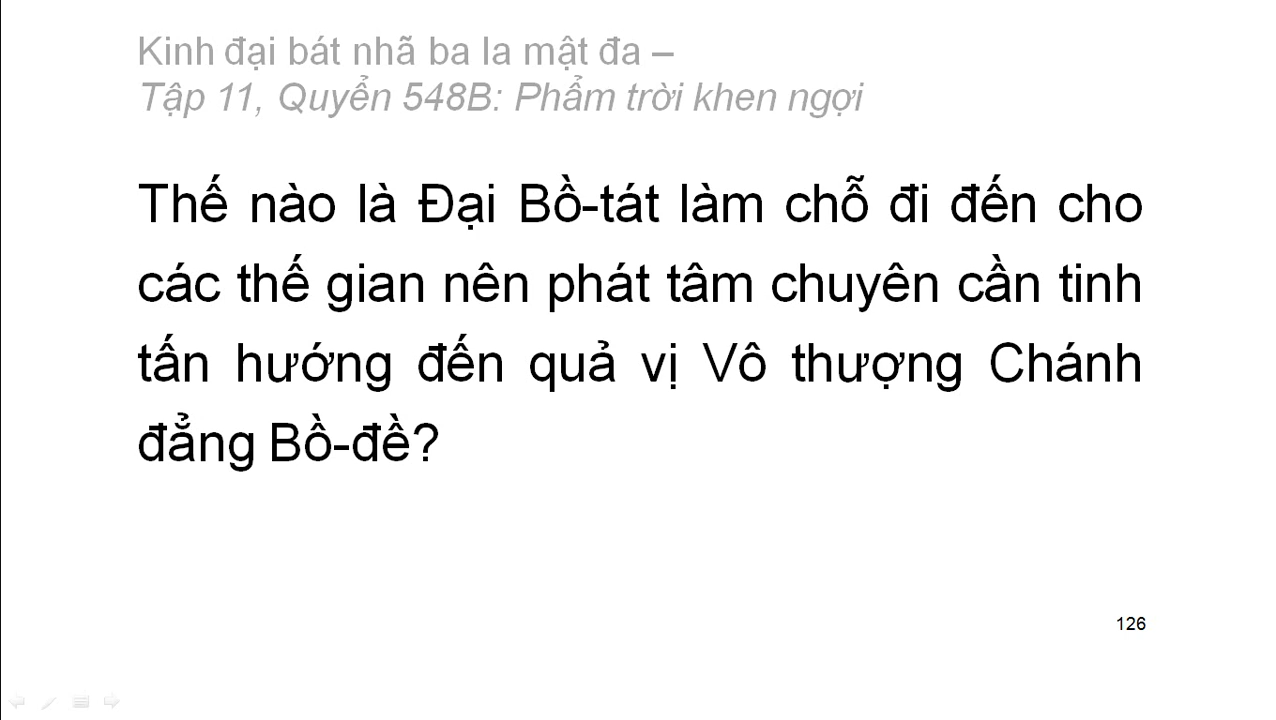 Kinh đại bát nhã ba la mật đa –
Tập 11, Quyển 548B: Phẩm trời khen ngợi
Thế nào là Đại Bồ-tát làm chỗ đi đến cho
các thế gian nên phát tâm chuyên cần tinh
tấn hướng đến quả vị Vô thượng Chánh
đẳng Bồ-đề?
126